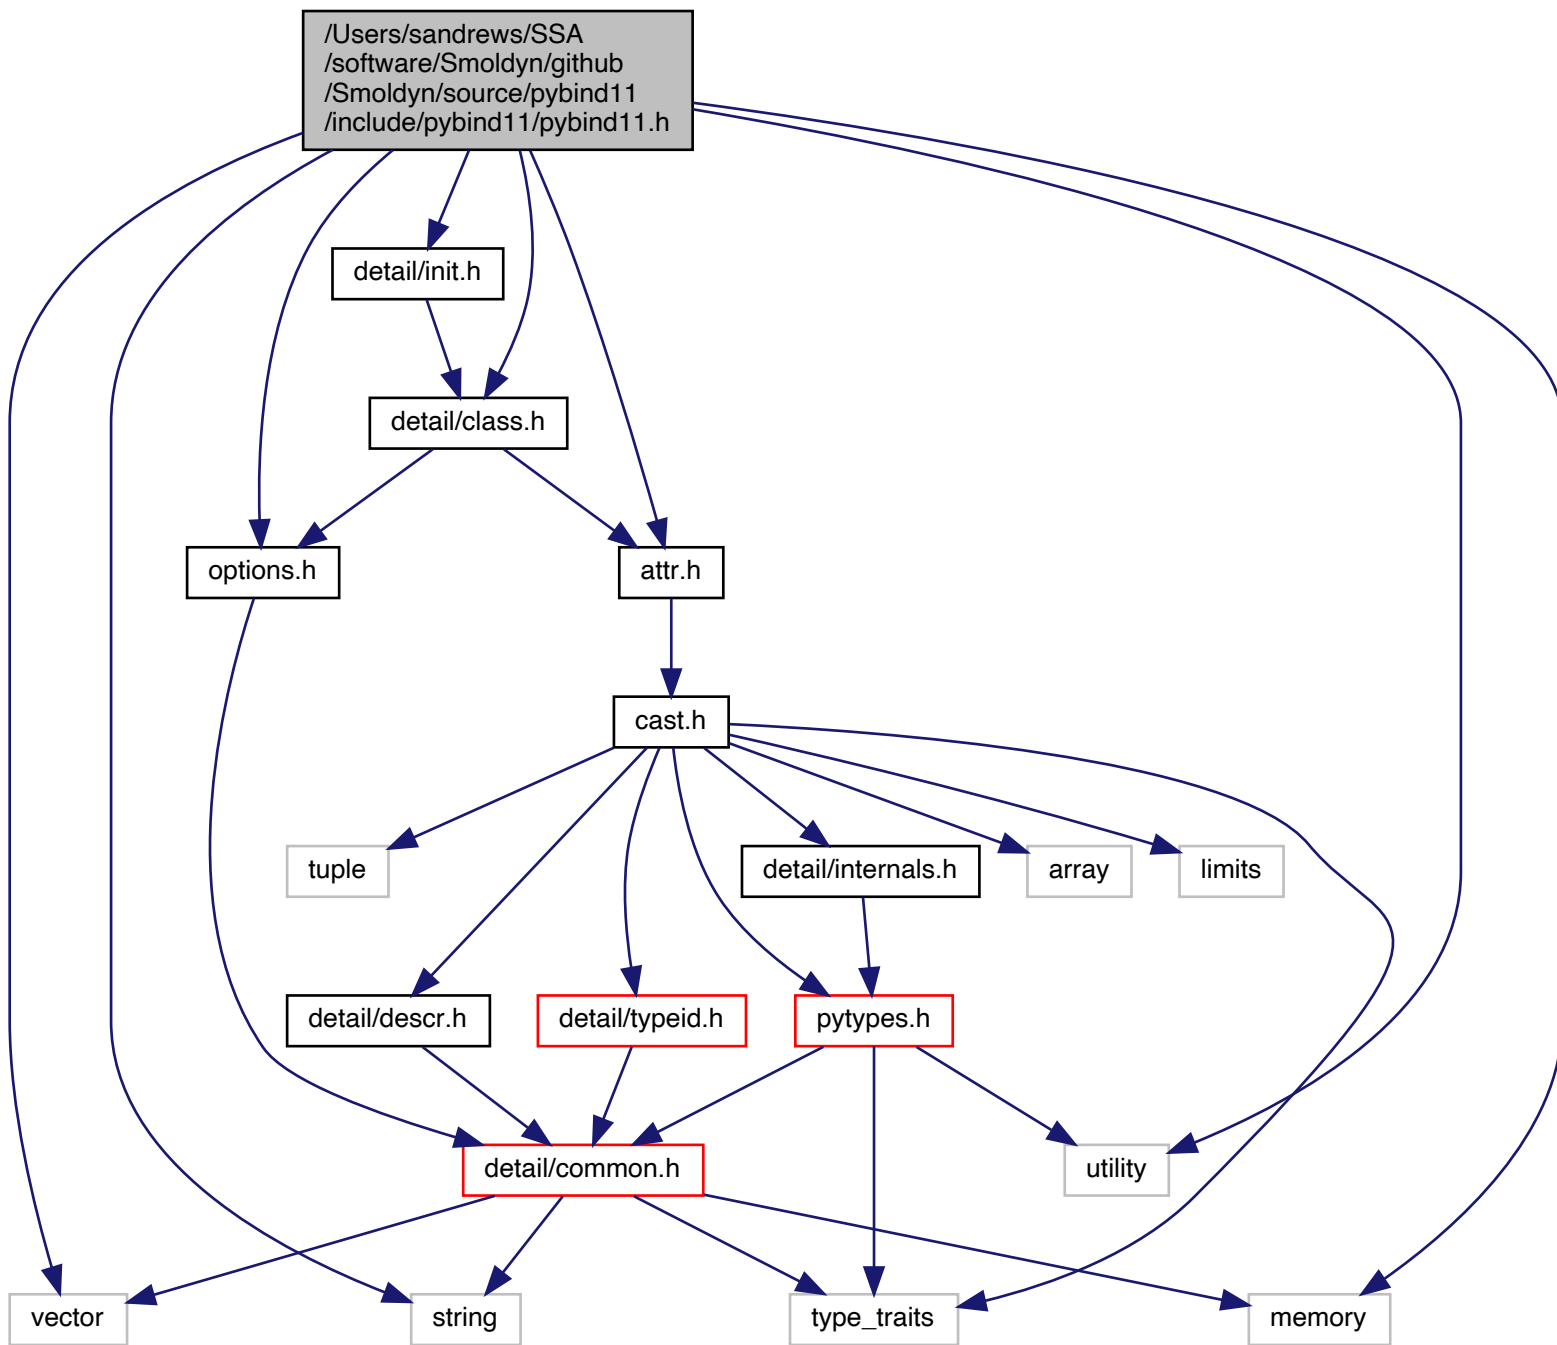 /Users/sandrews/SSA
/software/Smoldyn/github
/Smoldyn/source/pybind11
/include/pybind11/pybind11.h
detail/init.h
detail/class.h
options.h
attr.h
cast.h
tuple
detail/internals.h
array
limits
detail/descr.h
detail/typeid.h
pytypes.h
detail/common.h
utility
vector
string
type_traits
memory